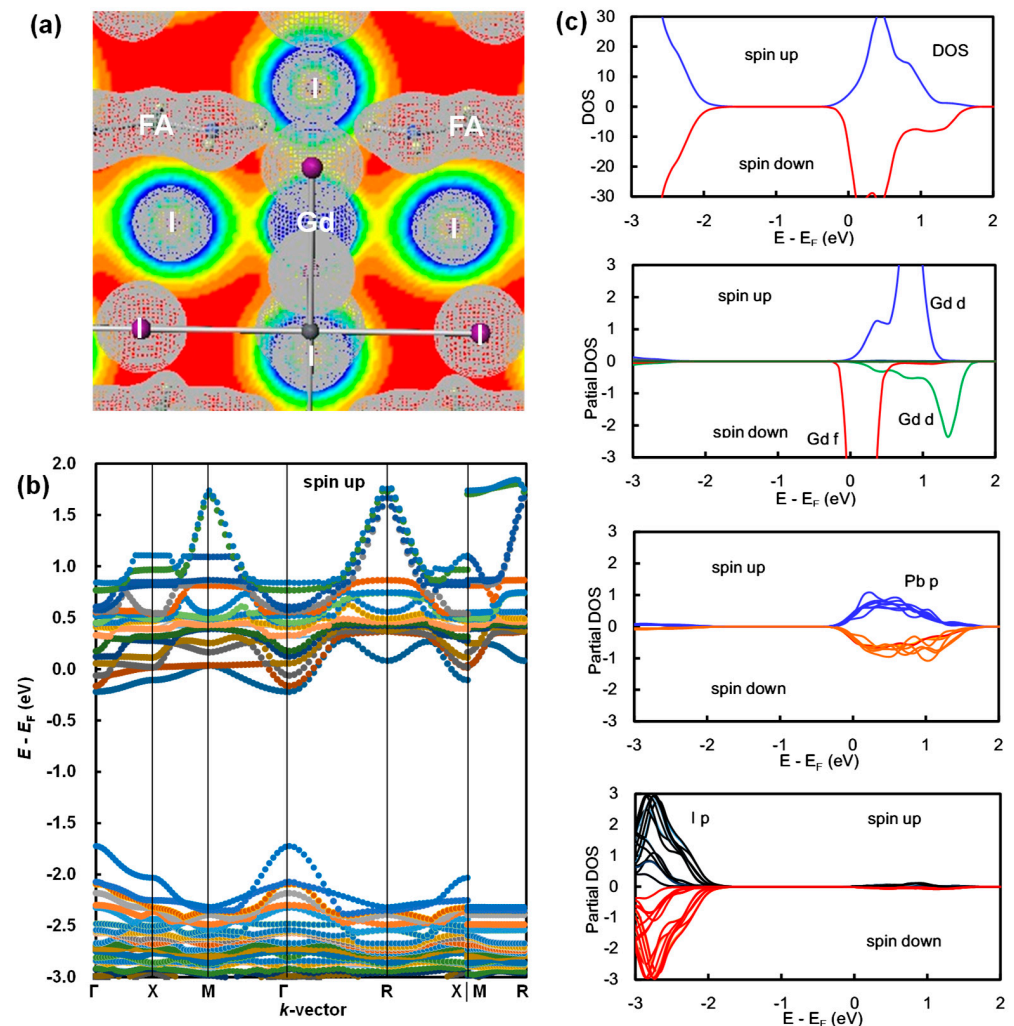 (a)
I
FA
FA
I
Gd
I
I
I
I
(b)
spin up
2.0
1.5
1.0
0.5
0.0
-0.5
-1.0
-1.5
-2.0
-2.5
-3.0
E - EF (eV)
Γ X M Γ R X M R
k-vector
(c)
30
20
10
0
-10
-20
-30
DOS
spin up
DOS
spin down
-3 -2 -1 0 1 2
E - EF (eV)
3
2
1
0
-1
-2
-3
Patial DOS
spin up
Gd d
spin down
Gd f
Gd d
-3 -2 -1 0 1 2
E - EF (eV)
3
2
1
0
-1
-2
-3
Partial DOS
spin up
Pb p
spin down
-3 -2 -1 0 1 2
E - EF (eV)
3
2
1
0
-1
-2
-3
Partial DOS
I p
spin up
spin down
-3 -2 -1 0 1 2
E - EF (eV)